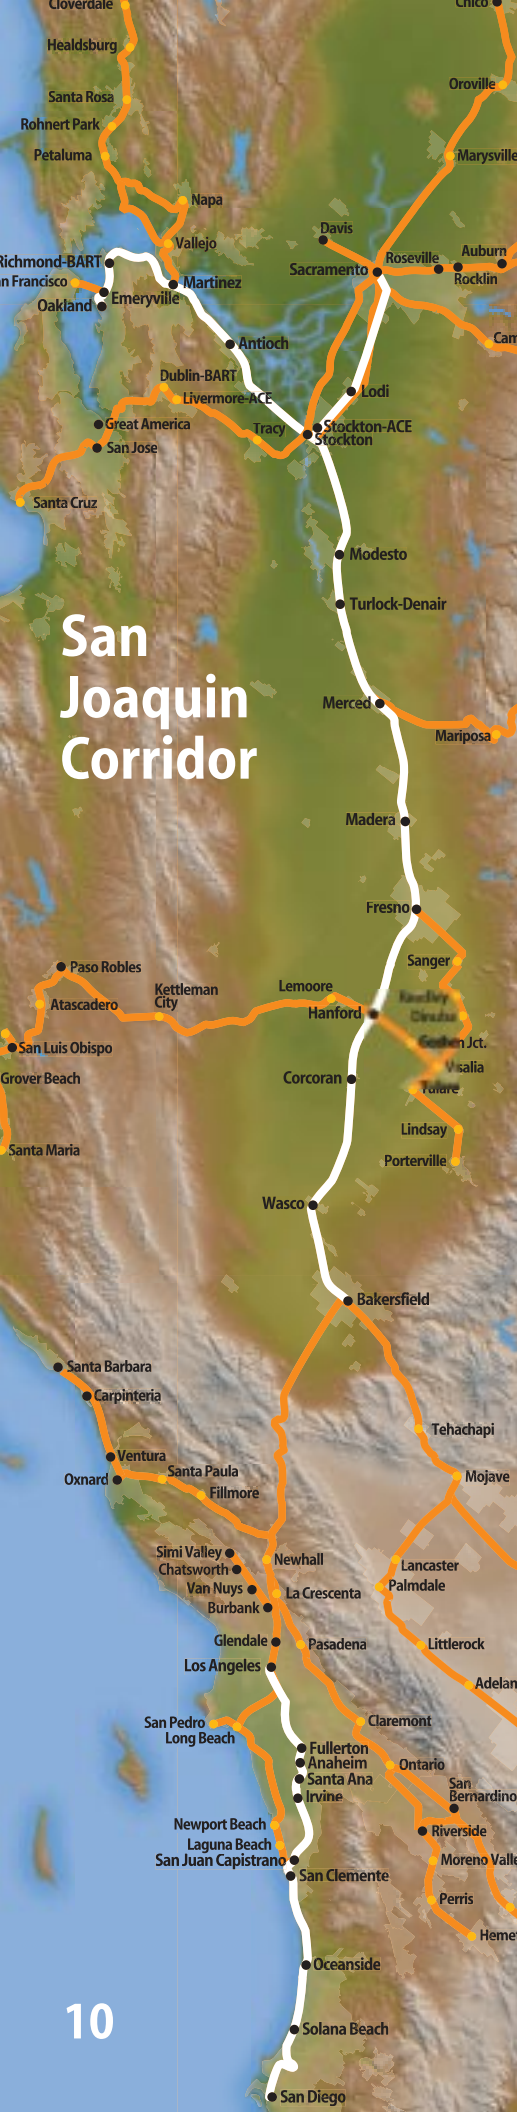 Cloverdale
Chico
Healdsburg
Oroville
Santa Rosa
Rohnert Park
Petaluma
Marysville
Napa
Davis
Vallejo
Auburn
Roseville
Richmond-BART
Sacramento
Rocklin
Martinez
n Francisco
Emeryville
Oakland
Cam
Antioch
Dublin-BART
Lodi
Livermore-ACE
Great America
Tracy
Stockton-ACE
Stockton
San Jose
Santa Cruz
Modesto
Turlock-Denair
San
Joaquin
Corridor
Merced
Mariposa
Madera
Fresno
Sanger
Paso Robles
Kettleman
City
Lemoore
Atascadero
Hanford
Dinuba
Goshen Jct.
San Luis Obispo
Visalia
Grover Beach
Corcoran
Tulare
Lindsay
Santa Maria
Porterville
Wasco
Bakersfield
Santa Barbara
Carpinteria
Tehachapi
Ventura
Santa Paula
Mojave
Oxnard
Fillmore
Simi Valley
Newhall
Chatsworth
Lancaster
Van Nuys
La Crescenta
Palmdale
Burbank
Glendale
Pasadena
Littlerock
Los Angeles
Adelan
San Pedro
Claremont
Long Beach
Fullerton
Anaheim
Ontario
Santa Ana
San
Bernardino
Irvine
Newport Beach
Riverside
Laguna Beach
San Juan Capistrano
Moreno Valle
San Clemente
Perris
Hemet
Oceanside
10
Solana Beach
San Diego